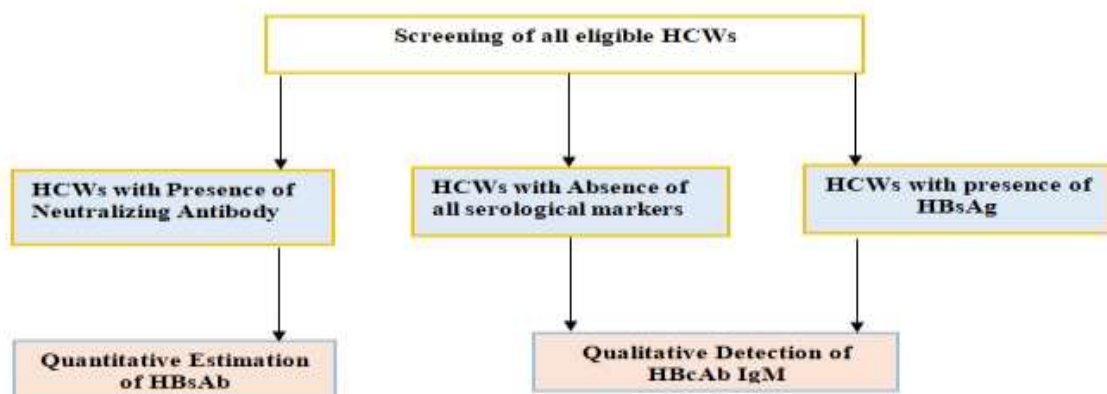 Screening of all eligible HCWs
HCWs with Presence of
Neutralizing Antibody
HCWs with Absence of
all serological markers
HCWs with presence of
HBsAg
Quantitative Estimation
of HBsAb
Qualitative Detection of
HBcAb IgM